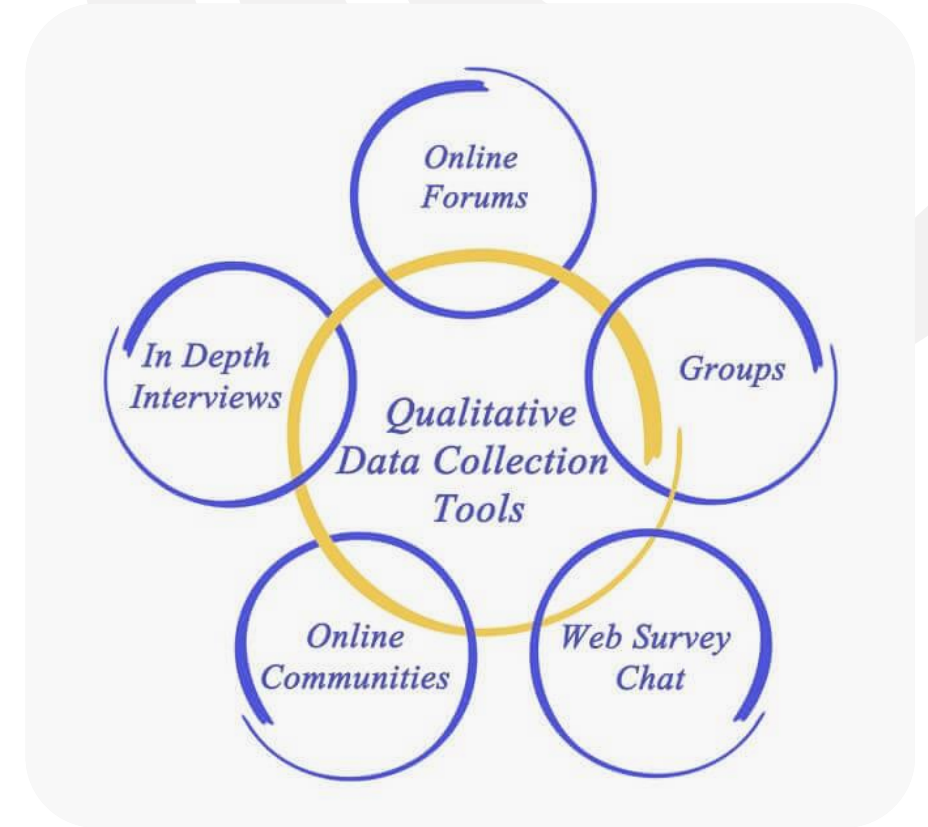 Online
Forums
In Depth
Interviews
Groups
Qualitative
Data Collection
Tools
Online
Communities
Web Survey
Chat